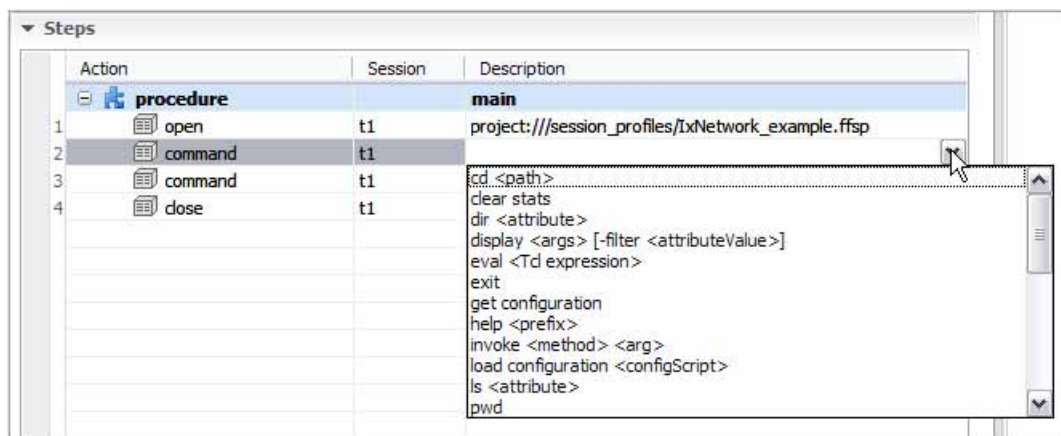 Steps
Action Session Description
procedure main
1 open t1 project:///session_profiles/IxNetwork_example.ffsp
2 command t1
3 command t1
4 close t1
cd <path>
clear stats
dir <attribute>
display <args> [-filter <attributeValue>]
eval <Tcl expression>
exit
get configuration
help <prefix>
invoke <method> <arg>
load configuration <configScript>
ls <attribute>
pwd